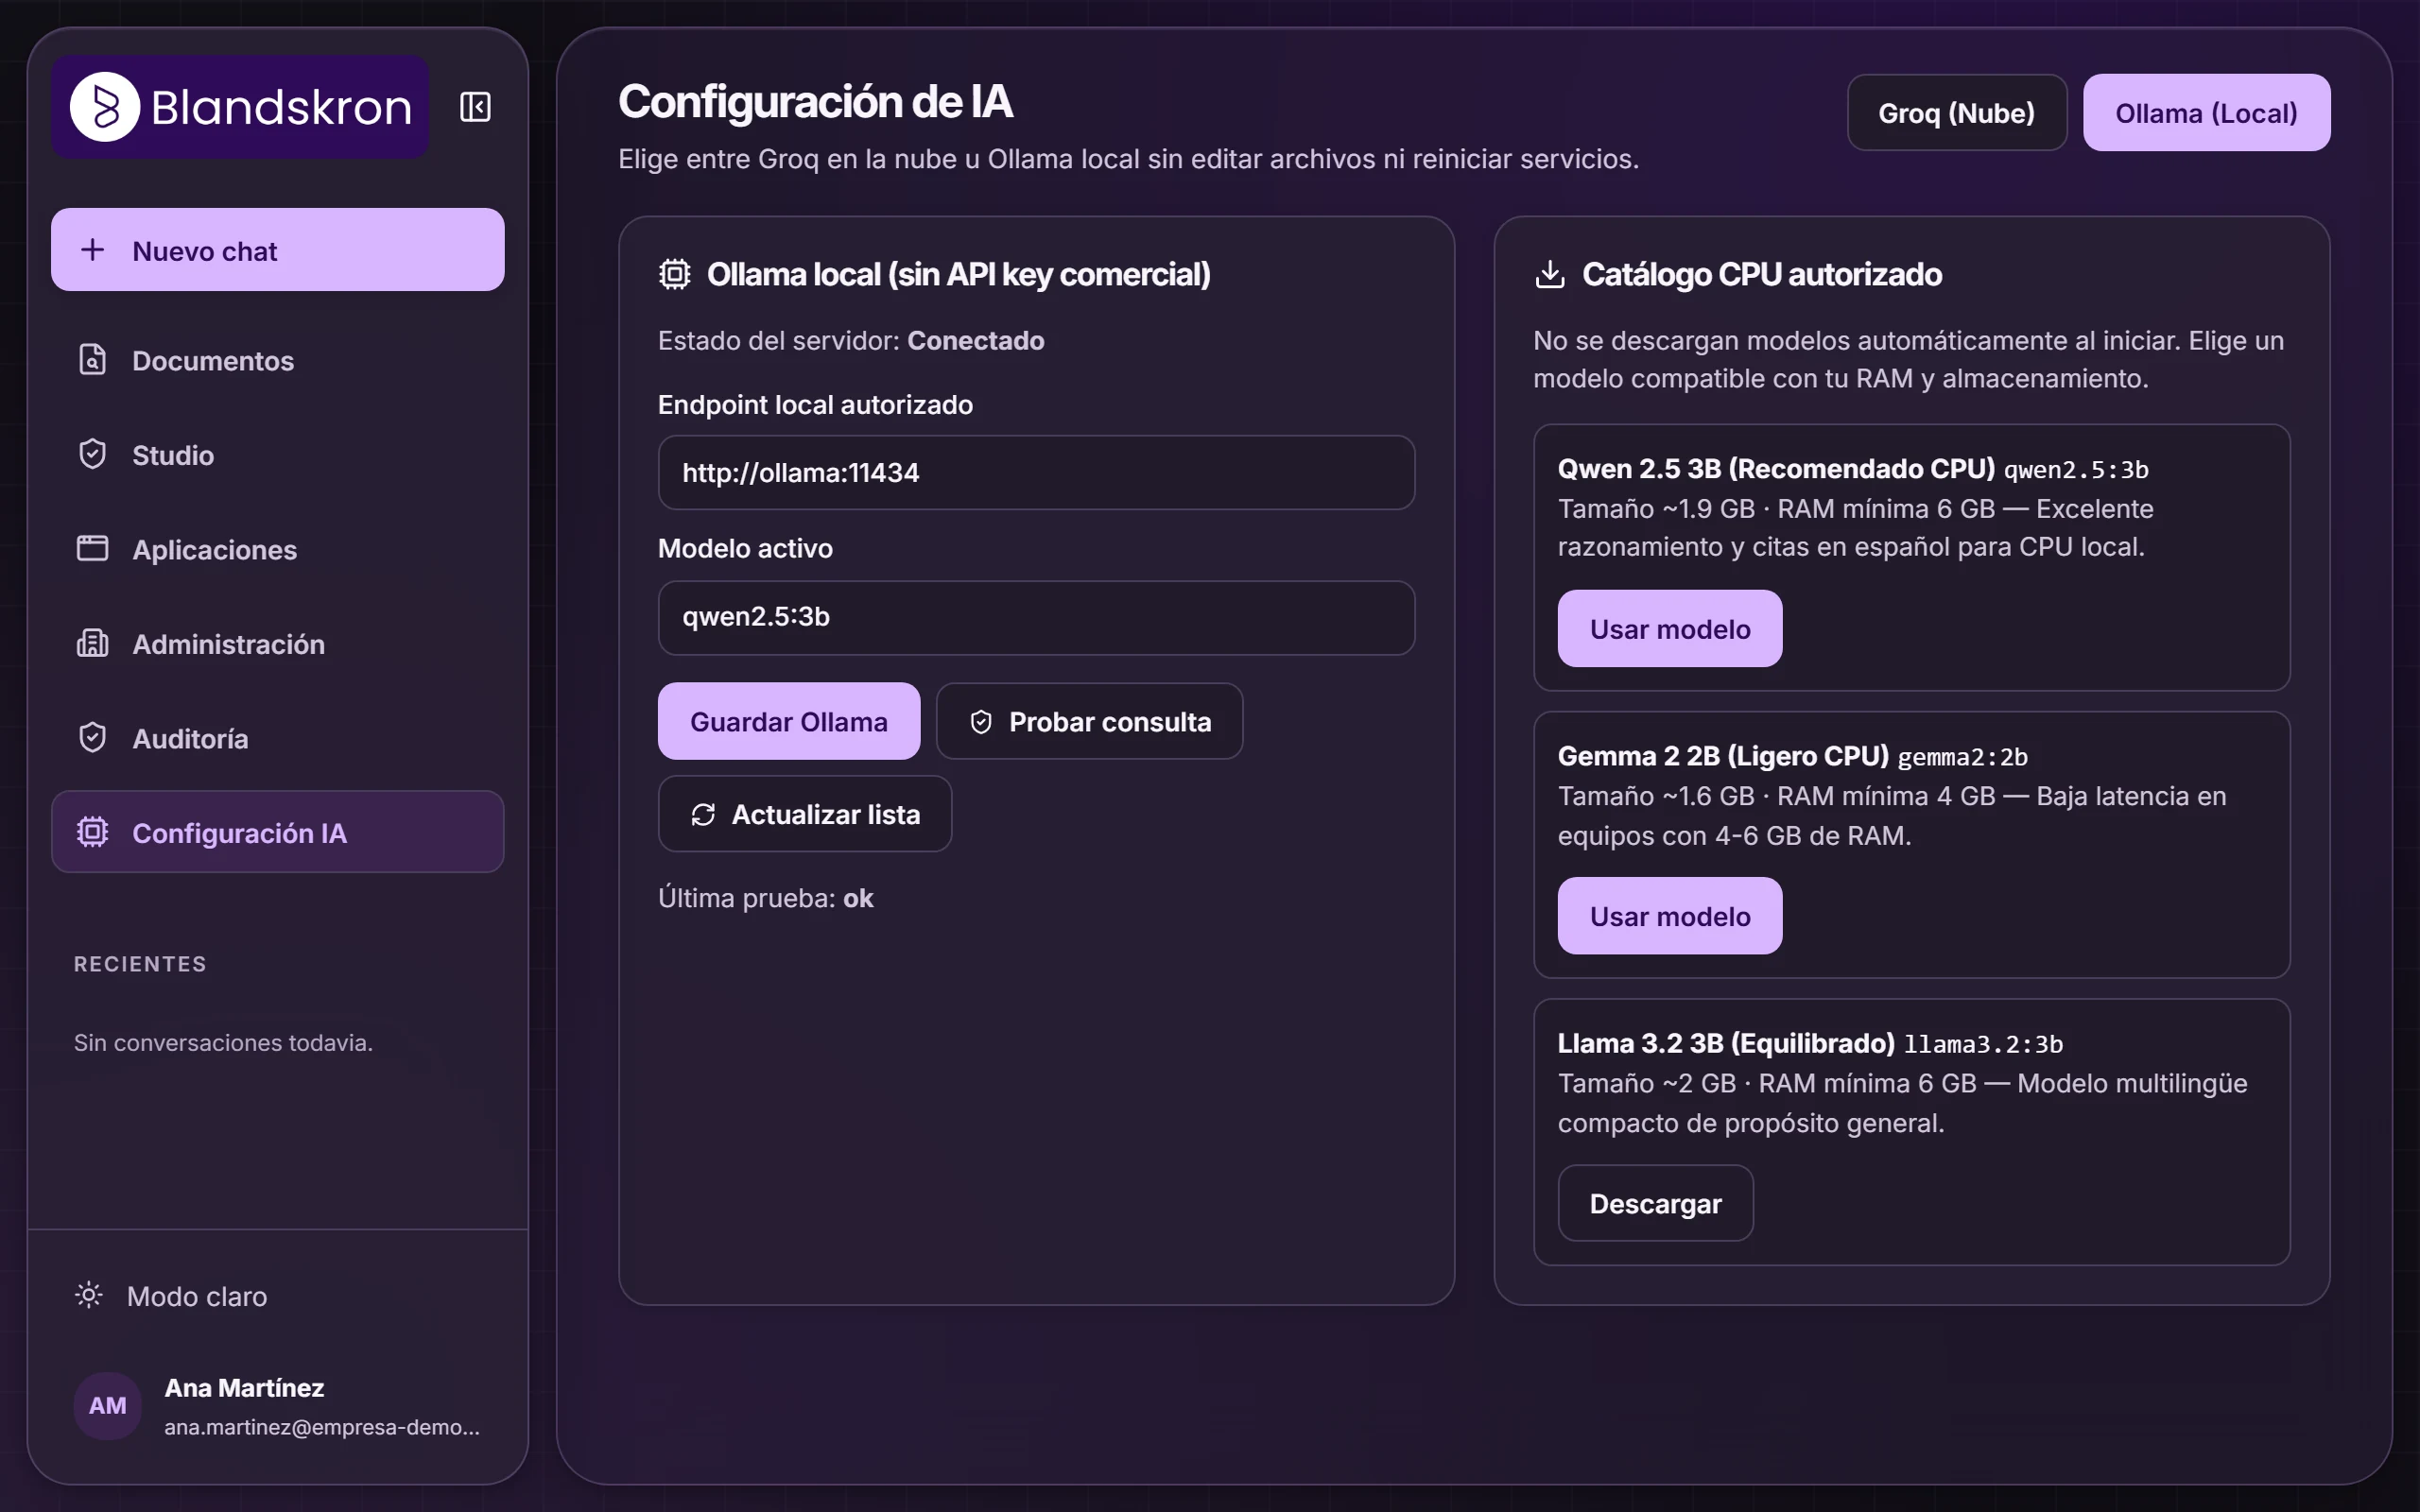 Blandskron
Nuevo chat
Documentos
Studio
Aplicaciones
Administración
Auditoría
Configuración IA
RECIENTES
Sin conversaciones todavia.
Modo claro
AM
Ana Martínez
ana.martinez@empresa-demo...
Configuración de IA
Elige entre Groq en la nube u Ollama local sin editar archivos ni reiniciar servicios.
Groq (Nube)
Ollama (Local)
Ollama local (sin API key comercial)
Estado del servidor: Conectado
Endpoint local autorizado
http://ollama:11434
Modelo activo
qwen2.5:3b
Guardar Ollama
Probar consulta
Actualizar lista
Última prueba: ok
Catálogo CPU autorizado
No se descargan modelos automáticamente al iniciar. Elige un
modelo compatible con tu RAM y almacenamiento.
Qwen 2.5 3B (Recomendado CPU) qwen2.5:3b
Tamaño ~1.9 GB · RAM mínima 6 GB — Excelente
razonamiento y citas en español para CPU local.
Usar modelo
Gemma 2 2B (Ligero CPU) gemma2:2b
Tamaño ~1.6 GB · RAM mínima 4 GB — Baja latencia en
equipos con 4-6 GB de RAM.
Usar modelo
Llama 3.2 3B (Equilibrado) llama3.2:3b
Tamaño ~2 GB · RAM mínima 6 GB — Modelo multilingüe
compacto de propósito general.
Descargar